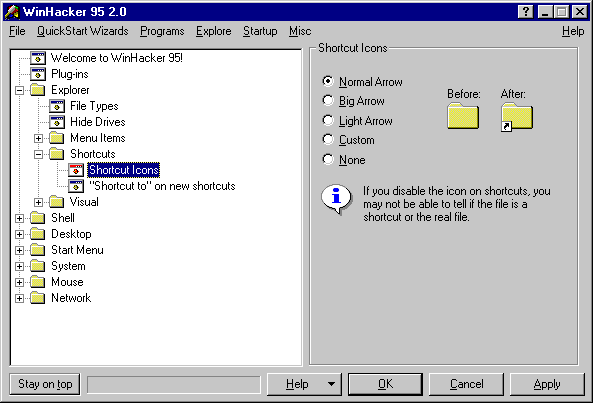 WinHacker 95 2.0
File QuickStart Wizards Programs Explore Startup Misc Help
Welcome to WinHacker 95!
Plug-ins
Explorer
File Types
Hide Drives
Menu Items
Shortcuts
Shortcut Icons
"Shortcut to" on new shortcuts
Visual
Shell
Desktop
Start Menu
System
Mouse
Network
Shortcut Icons
Normal Arrow
Big Arrow
Light Arrow
Custom
None
Before: After:
If you disable the icon on shortcuts, you
may not be able to tell if the file is a
shortcut or the real file.
Stay on top Help OK Cancel Apply